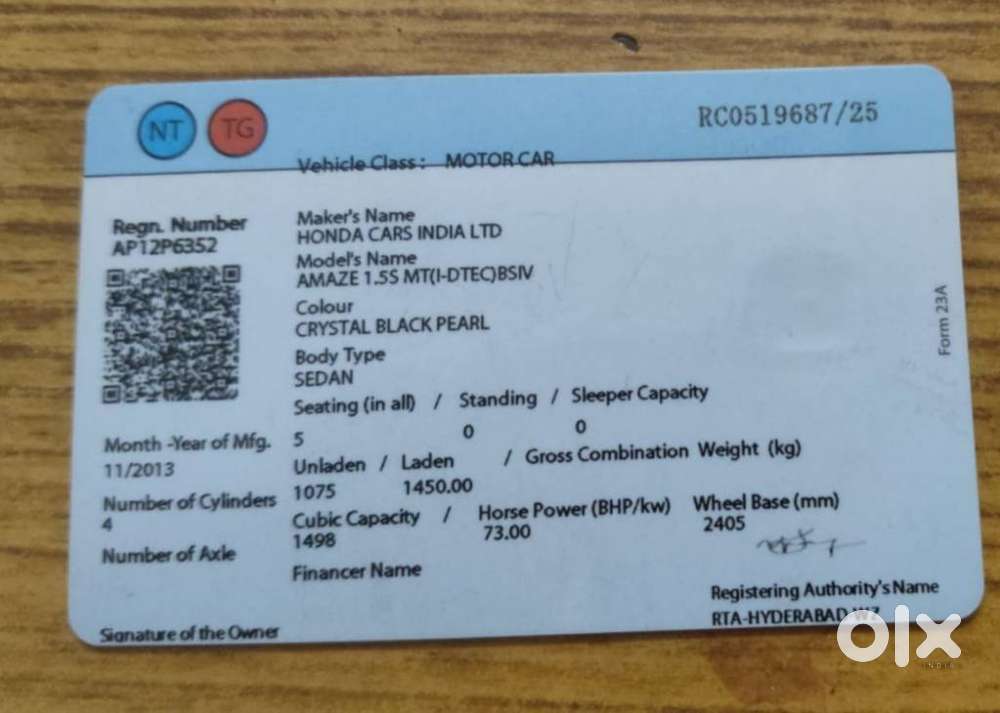 NT TG
RC0519687/25
Vehicle Class : MOTOR CAR
Regn. Number
AP12P6352
Maker's Name
HONDA CARS INDIA LTD
Model's Name
AMAZE 1.5S MT(I-DTEC)BSIV
Colour
CRYSTAL BLACK PEARL
Body Type
SEDAN
Form 23A
Seating (in all) / Standing / Sleeper Capacity
5 0 0
Month -Year of Mfg.
11/2013
Unladen / Laden / Gross Combination Weight (kg)
1075 1450.00
Number of Cylinders
4
Cubic Capacity / Horse Power (BHP/kw) Wheel Base (mm)
1498 73.00 2405
Number of Axle
Financer Name
Registering Authority's Name
RTA-HYDERABAD-WZ
Signature of the Owner
olx
INDIA